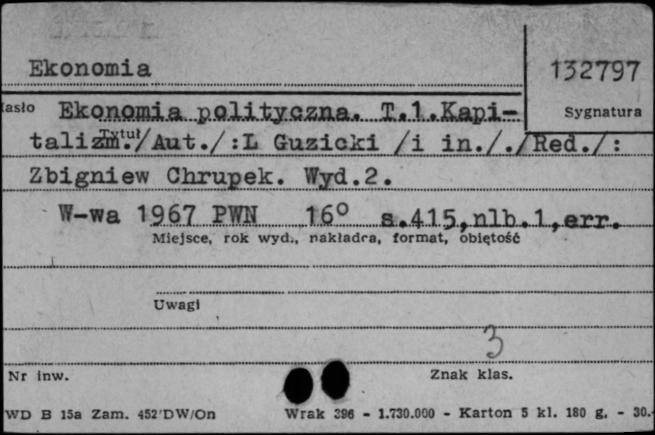 Ekonomia
132797
Hasło Ekonomia polityczna. T.1.Kapi- Sygnatura
Tytuł
talizm./Aut./:L Guzicki /i in././Red./:
Zbigniew Chrupek. Wyd.2.
W-wa 1967 PWN 16° s.415,nlb.1,err.
Miejsce, rok wyd., nakładca, format, objętość
Uwagi
3
Nr inw. Znak klas.
WD B 15a Zam. 452/DW/On Wrak 396 - 1.730.000 - Karton 5 kl. 180 g. - 30.